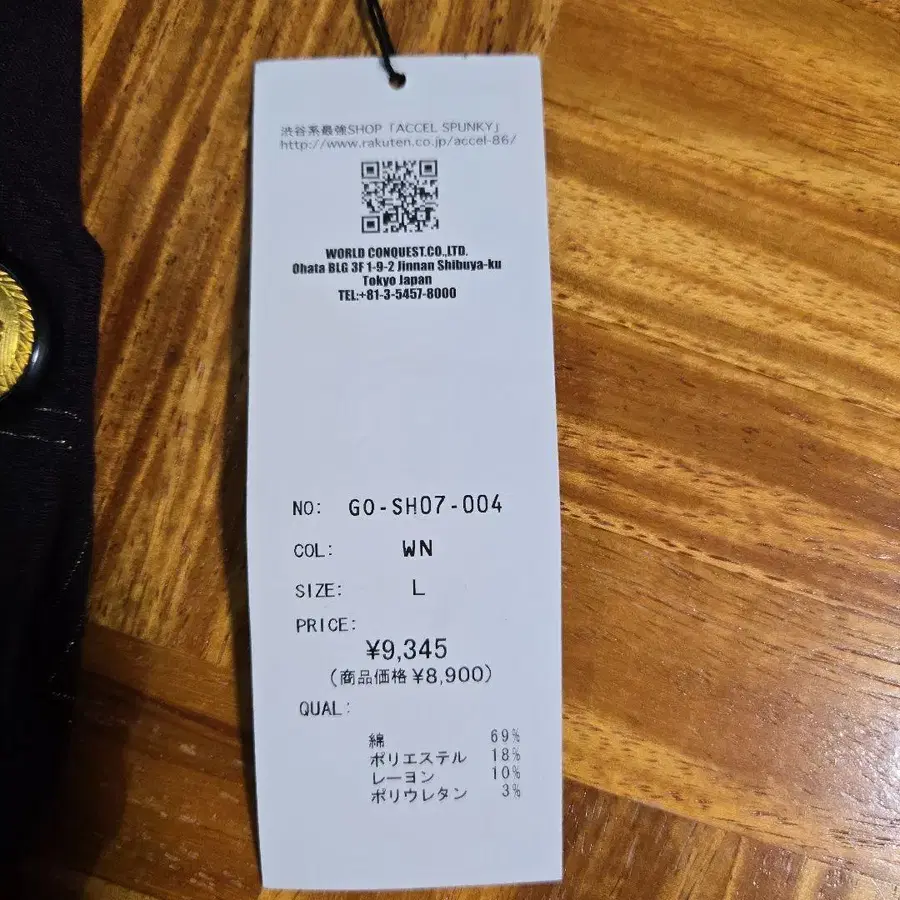 渋谷系最強SHOP「ACCEL SPUNKY」
http://www.rakuten.co.jp/accel-86/
WORLD CONQUEST.CO.,LTD.
Ohata BLG 3F 1-9-2 Jinnan Shibuya-ku
Tokyo Japan
TEL:+81-3-5457-8000
NO: GO-SH07-004
COL: WN
SIZE: L
PRICE:
¥9,345
(商品価格¥8,900)
QUAL:
綿 69%
ポリエステル 18%
レーヨン 10%
ポリウレタン 3%